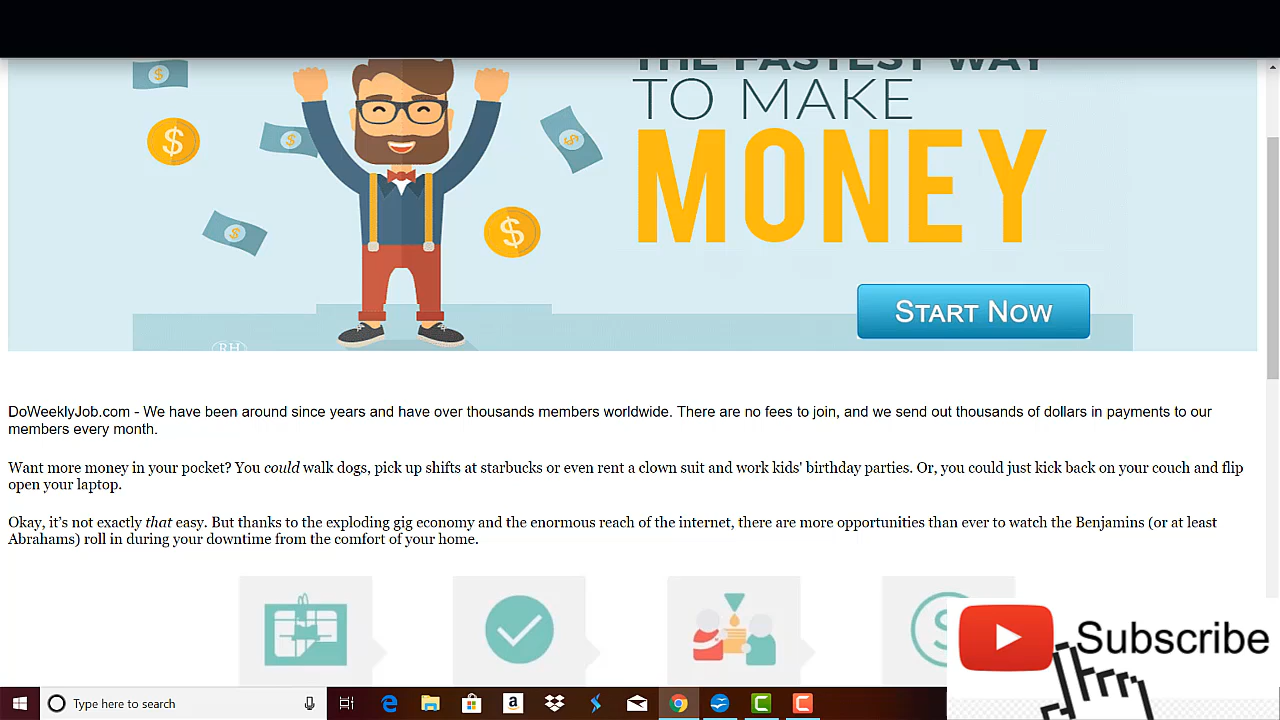 THE FASTEST WAY
TO MAKE
MONEY
START NOW
RH
DoWeeklyJob.com - We have been around since years and have over thousands members worldwide. There are no fees to join, and we send out thousands of dollars in payments to our
members every month.
Want more money in your pocket? You could walk dogs, pick up shifts at starbucks or even rent a clown suit and work kids' birthday parties. Or, you could just kick back on your couch and flip
open your laptop.
Okay, it's not exactly that easy. But thanks to the exploding gig economy and the enormous reach of the internet, there are more opportunities than ever to watch the Benjamins (or at least
Abrahams) roll in during your downtime from the comfort of your home.
Subscribe
Type here to search